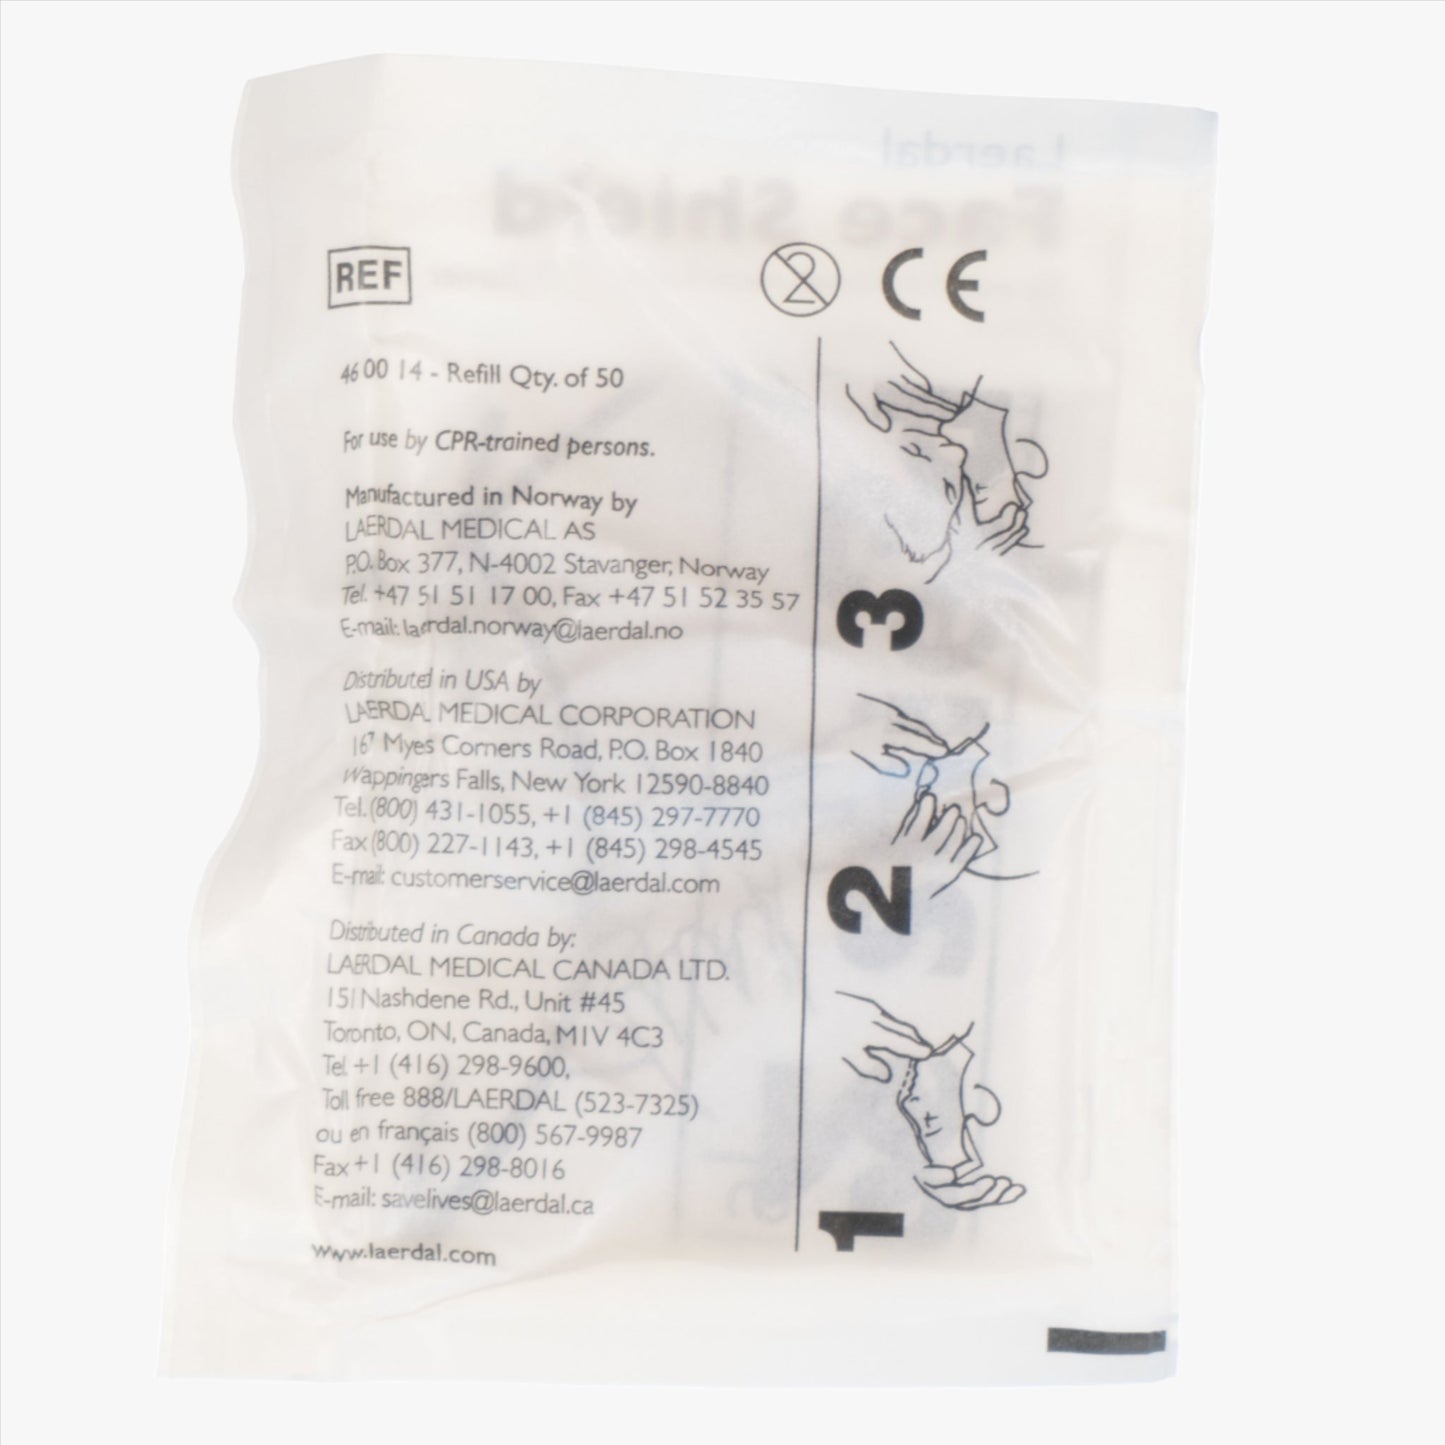 Laerdal
Face Shield
REF
2
CE
46 00 14 - Refill Qty. of 50
For use by CPR-trained persons.
Manufactured in Norway by
LAERDAL MEDICAL AS
P.O. Box 377, N-4002 Stavanger, Norway
Tel. +47 51 51 17 00, Fax +47 51 52 35 57
E-mail: laerdal.norway@laerdal.no
Distributed in USA by
LAERDAL MEDICAL CORPORATION
167 Myes Corners Road, P.O. Box 1840
Wappingers Falls, New York 12590-8840
Tel. (800) 431-1055, +1 (845) 297-7770
Fax (800) 227-1143, +1 (845) 298-4545
E-mail: customerservice@laerdal.com
Distributed in Canada by:
LAERDAL MEDICAL CANADA LTD.
151 Nashdene Rd., Unit #45
Toronto, ON, Canada, M1V 4C3
Tel +1 (416) 298-9600,
Toll free 888/LAERDAL (523-7325)
ou en français (800) 567-9987
Fax +1 (416) 298-8016
E-mail: savelives@laerdal.ca
www.laerdal.com
3
2
1